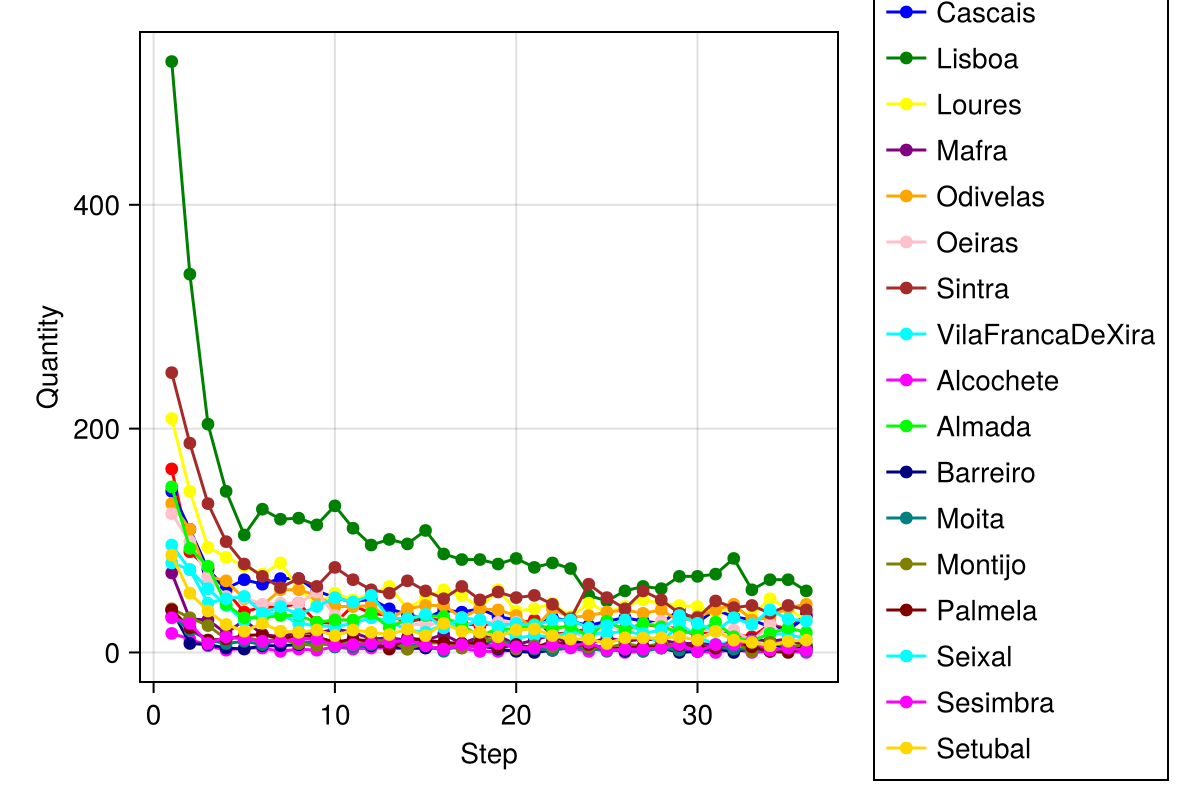 Cascais
Lisboa
Loures
Mafra
Odivelas
Oeiras
Sintra
VilaFrancaDeXira
Alcochete
Almada
Barreiro
Moita
Montijo
Palmela
Seixal
Sesimbra
Setubal
400
200
0
Quantity
0 10 20 30
Step